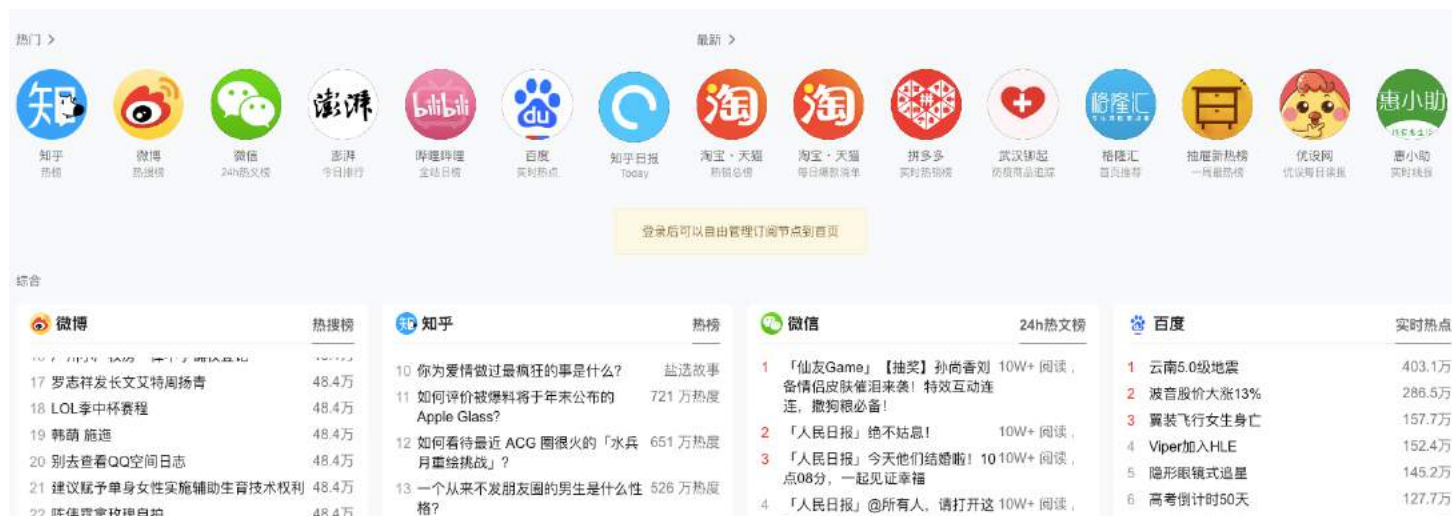 热门 >
最新 >
知
du
淘
淘
拼
格隆汇
惠小助
澎湃
bilibili
知乎
微博
微信
澎湃
哔哩哔哩
百度
知乎日报
淘宝·天猫
淘宝·天猫
拼多多
武汉铆起
格隆汇
抽屉新热榜
优设网
惠小助
热榜
热搜榜
24h热文榜
今日排行
全站日榜
实时热点
Today
热销总榜
每日爆款清单
实时热销榜
防疫商品追踪
首页推荐
一周最热榜
优设每日读报
实时线报
登录后可以自由管理订阅节点到首页
综合
微博 热搜榜
17 罗志祥发长文艾特周扬青 48.4万
18 LOL季中杯赛程 48.4万
19 韩萌 施迤 48.4万
20 别去查看QQ空间日志 48.4万
21 建议赋予单身女性实施辅助生育技术权利 48.4万
知乎 热榜
10 你为爱情做过最疯狂的事是什么? 盐选故事
11 如何评价被爆料将于年末公布的 721 万热度
Apple Glass?
12 如何看待最近 ACG 圈很火的「水兵 651 万热度
月重绘挑战」?
13 一个从来不发朋友圈的男生是什么性 526 万热度
格?
微信 24h热文榜
1 「仙友Game」【抽奖】孙尚香刘 10W+ 阅读,
备情侣皮肤催泪来袭!特效互动连
连,撒狗粮必备!
2 「人民日报」绝不姑息! 10W+ 阅读,
3 「人民日报」今天他们结婚啦!10 10W+ 阅读,
点08分,一起见证幸福
4 「人民日报」@所有人,请打开这 10W+ 阅读,
百度 实时热点
1 云南5.0级地震 403.1万
2 波音股价大涨13% 286.5万
3 翼装飞行女生身亡 157.7万
4 Viper加入HLE 152.4万
5 隐形眼镜式追星 145.2万
6 高考倒计时50天 127.7万